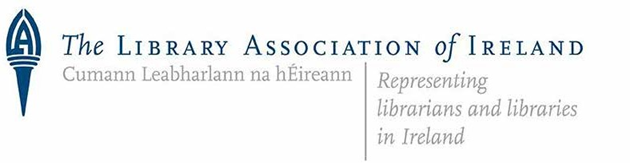 The Library Association of Ireland
Cumann Leabharlann na hÉireann
Representing
librarians and libraries
in Ireland